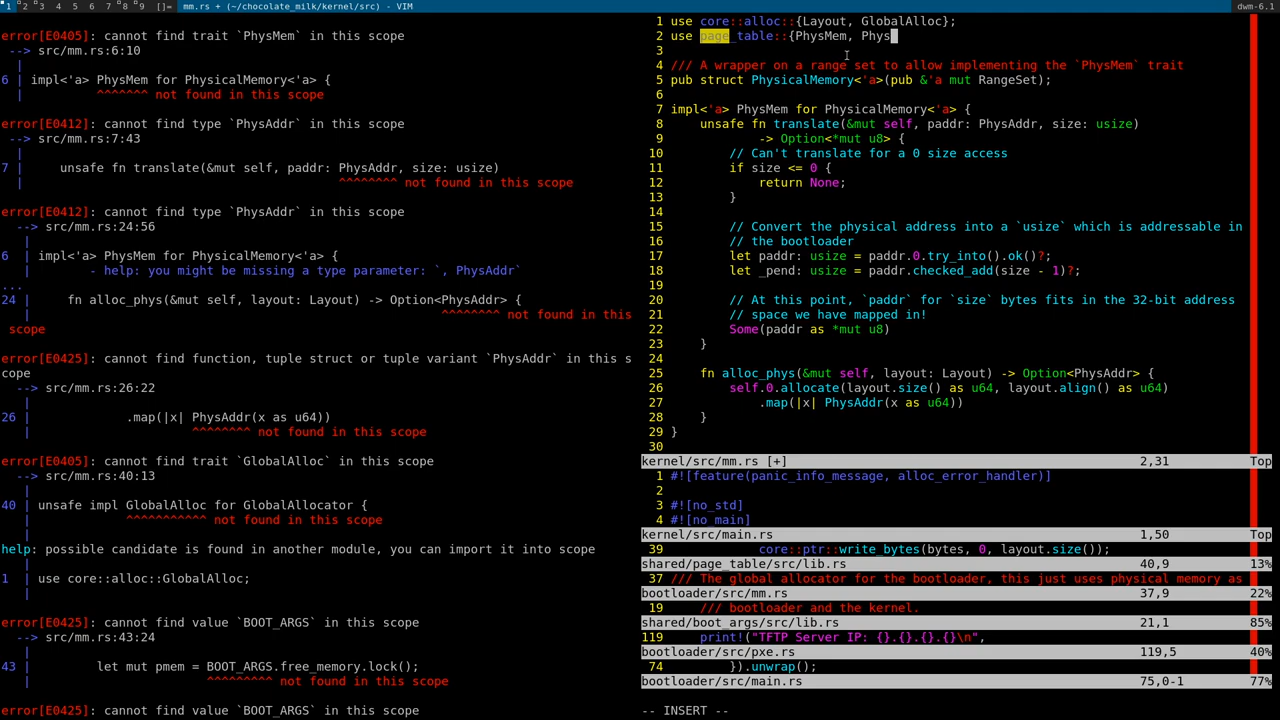 1 2 3 4 5 6 7 8 9 []= mm.rs + (~/chocolate_milk/kernel/src) - VIM dwm-6.1
error[E0405]: cannot find trait `PhysMem` in this scope
--> src/mm.rs:6:10
|
6 | impl<'a> PhysMem for PhysicalMemory<'a> {
| ^^^^^^^ not found in this scope
error[E0412]: cannot find type `PhysAddr` in this scope
--> src/mm.rs:7:43
|
7 | unsafe fn translate(&mut self, paddr: PhysAddr, size: usize)
| ^^^^^^^^ not found in this scope
error[E0412]: cannot find type `PhysAddr` in this scope
--> src/mm.rs:24:56
|
6 | impl<'a> PhysMem for PhysicalMemory<'a> {
| - help: you might be missing a type parameter: `, PhysAddr`
...
24 | fn alloc_phys(&mut self, layout: Layout) -> Option<PhysAddr> {
| ^^^^^^^^ not found in this
scope
error[E0425]: cannot find function, tuple struct or tuple variant `PhysAddr` in this s
cope
--> src/mm.rs:26:22
|
26 | .map(|x| PhysAddr(x as u64))
| ^^^^^^^^ not found in this scope
error[E0405]: cannot find trait `GlobalAlloc` in this scope
--> src/mm.rs:40:13
|
40 | unsafe impl GlobalAlloc for GlobalAllocator {
| ^^^^^^^^^^^ not found in this scope
help: possible candidate is found in another module, you can import it into scope
|
1 | use core::alloc::GlobalAlloc;
|
error[E0425]: cannot find value `BOOT_ARGS` in this scope
--> src/mm.rs:43:24
|
43 | let mut pmem = BOOT_ARGS.free_memory.lock();
| ^^^^^^^^^ not found in this scope
error[E0425]: cannot find value `BOOT_ARGS` in this scope
1 use core::alloc::{Layout, GlobalAlloc};
2 use page_table::{PhysMem, Phys
3
4 /// A wrapper on a range set to allow implementing the `PhysMem` trait
5 pub struct PhysicalMemory<'a>(pub &'a mut RangeSet);
6
7 impl<'a> PhysMem for PhysicalMemory<'a> {
8 unsafe fn translate(&mut self, paddr: PhysAddr, size: usize)
9 -> Option<*mut u8> {
10 // Can't translate for a 0 size access
11 if size <= 0 {
12 return None;
13 }
14
15 // Convert the physical address into a `usize` which is addressable in
16 // the bootloader
17 let paddr: usize = paddr.0.try_into().ok()?;
18 let _pend: usize = paddr.checked_add(size - 1)?;
19
20 // At this point, `paddr` for `size` bytes fits in the 32-bit address
21 // space we have mapped in!
22 Some(paddr as *mut u8)
23 }
24
25 fn alloc_phys(&mut self, layout: Layout) -> Option<PhysAddr> {
26 self.0.allocate(layout.size() as u64, layout.align() as u64)
27 .map(|x| PhysAddr(x as u64))
28 }
29 }
30
kernel/src/mm.rs [+] 2,31 Top
1 #![feature(panic_info_message, alloc_error_handler)]
2
3 #![no_std]
4 #![no_main]
kernel/src/main.rs 1,50 Top
39 core::ptr::write_bytes(bytes, 0, layout.size());
shared/page_table/src/lib.rs 40,9 13%
37 /// The global allocator for the bootloader, this just uses physical memory as
bootloader/src/mm.rs 37,9 22%
19 /// bootloader and the kernel.
shared/boot_args/src/lib.rs 21,1 85%
119 print!("TFTP Server IP: {}.{}.{}.{}\n",
bootloader/src/pxe.rs 119,5 40%
74 }).unwrap();
bootloader/src/main.rs 75,0-1 77%
-- INSERT --